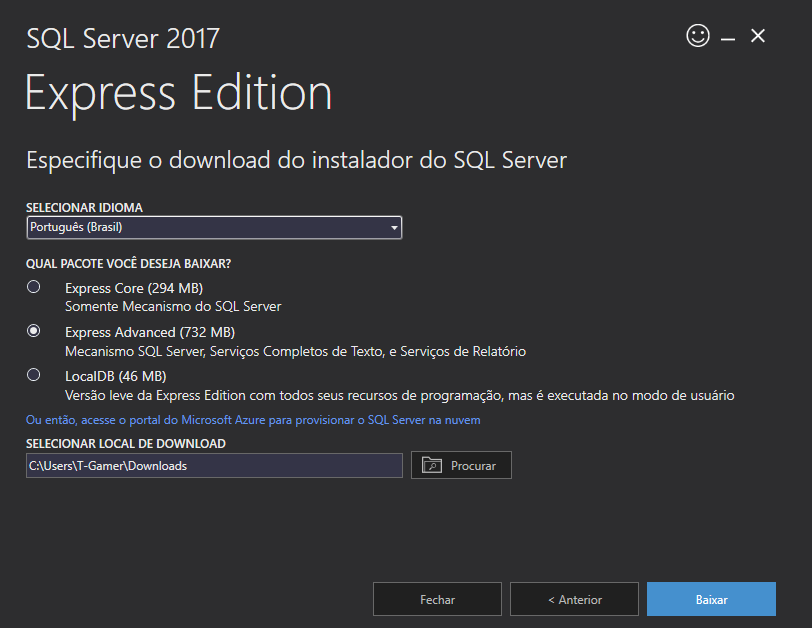 SQL Server 2017
Express Edition
Especifique o download do instalador do SQL Server
SELECIONAR IDIOMA
Português (Brasil)
QUAL PACOTE VOCÊ DESEJA BAIXAR?
Express Core (294 MB)
Somente Mecanismo do SQL Server
Express Advanced (732 MB)
Mecanismo SQL Server, Serviços Completos de Texto, e Serviços de Relatório
LocalDB (46 MB)
Versão leve da Express Edition com todos seus recursos de programação, mas é executada no modo de usuário
Ou então, acesse o portal do Microsoft Azure para provisionar o SQL Server na nuvem
SELECIONAR LOCAL DE DOWNLOAD
C:\Users\T-Gamer\Downloads
Procurar
Fechar
< Anterior
Baixar